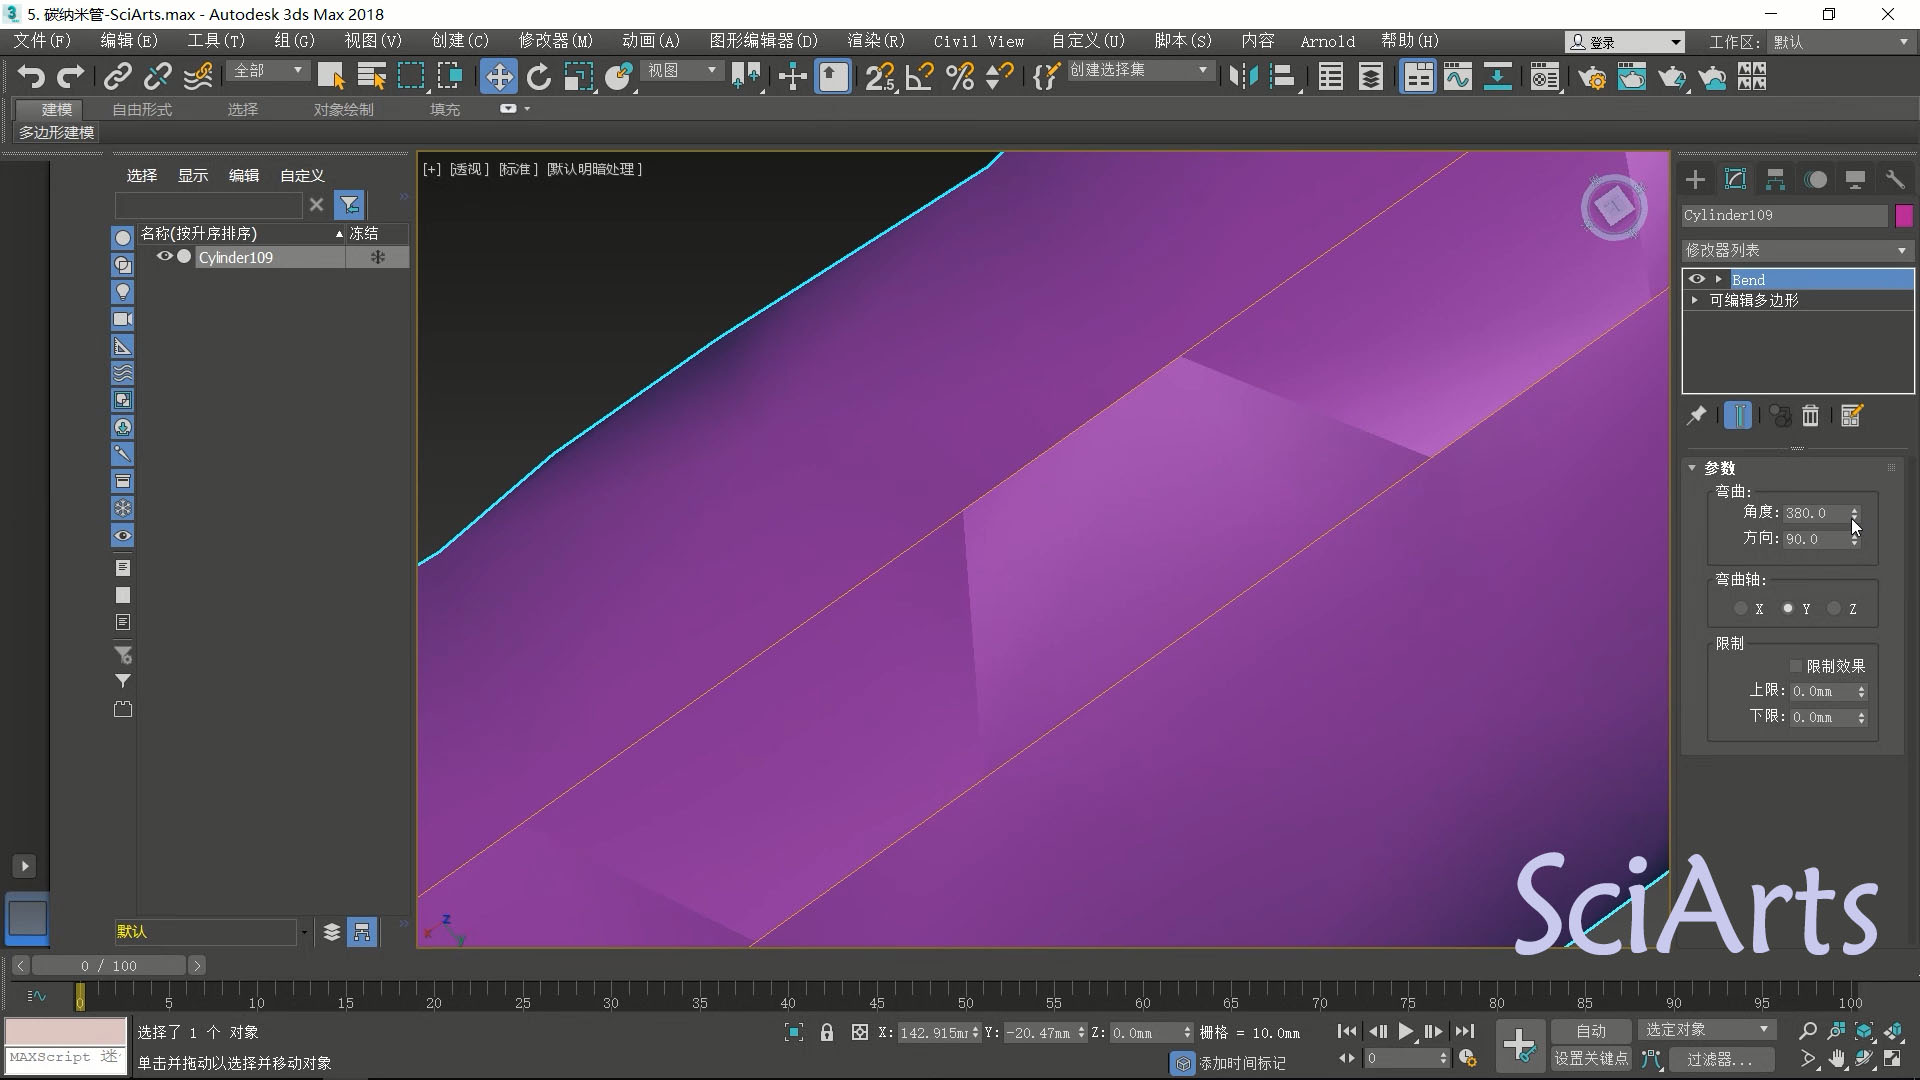 5. 碳纳米管-SciArts.max - Autodesk 3ds Max 2018
文件(F) 编辑(E) 工具(T) 组(G) 视图(V) 创建(C) 修改器(M) 动画(A) 图形编辑器(D) 渲染(R) Civil View 自定义(U) 脚本(S) 内容 Arnold 帮助(H) 登录 工作区: 默认
全部 视图 创建选择集
建模 自由形式 选择 对象绘制 填充
多边形建模
选择 显示 编辑 自定义
名称(按升序排序) 冻结
Cylinder109
默认
[+] [透视] [标准] [默认明暗处理]
Cylinder109
修改器列表
Bend
可编辑多边形
参数
弯曲:
角度: 380.0
方向: 90.0
弯曲轴:
X Y Z
限制
限制效果
上限: 0.0mm
下限: 0.0mm
SciArts
0 / 100
0 5 10 15 20 25 30 35 40 45 50 55 60 65 70 75 80 85 90 95 100
选择了 1 个 对象
X: 142.915m Y: -20.47mm Z: 0.0mm 栅格 = 10.0mm
自动 选定对象
MAXScript 迷
单击并拖动以选择并移动对象
添加时间标记
0
设置关键点 过滤器...